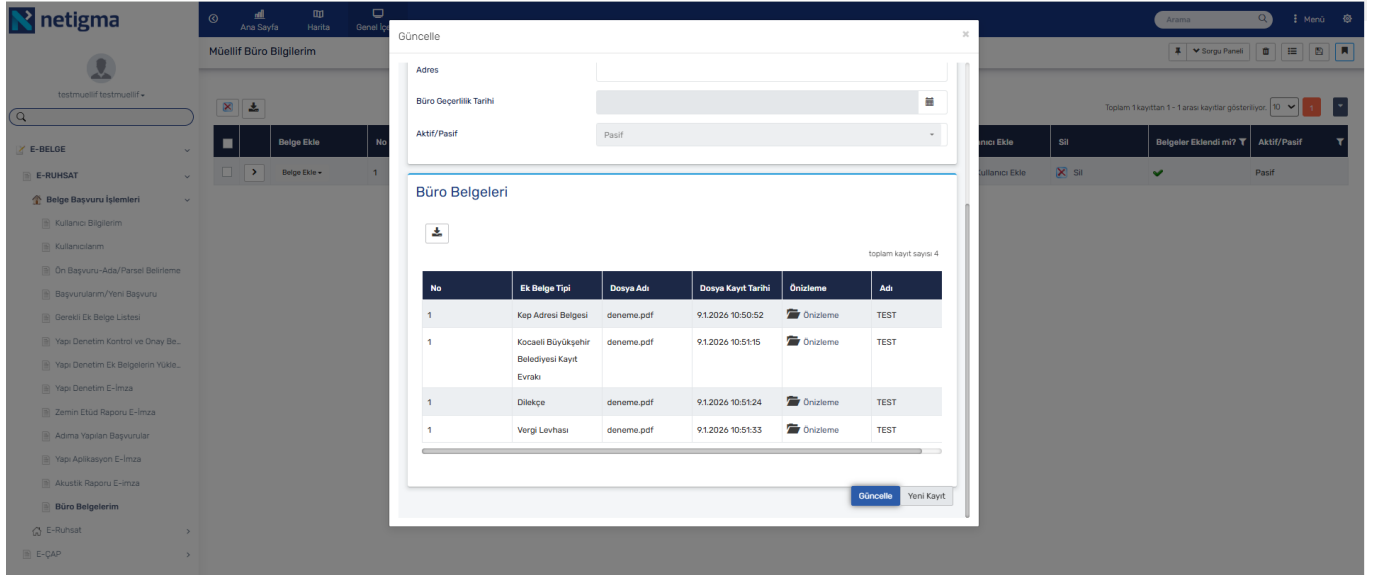 netigma
Ana Sayfa
Harita
Genel İçe
Arama
Menü
testmuellif testmuellif
E-BELGE
E-RUHSAT
Belge Başvuru İşlemleri
Kullanıcı Bilgilerim
Kullanıcılarım
Ön Başvuru-Ada/Parsel Belirleme
Başvurularım/Yeni Başvuru
Gerekli Ek Belge Listesi
Yapı Denetim Kontrol ve Onay Be...
Yapı Denetim Ek Belgelerin Yükle...
Yapı Denetim E-İmza
Zemin Etüd Raporu E-İmza
Adıma Yapılan Başvurular
Yapı Aplikasyon E-İmza
Akustik Raporu E-imza
Büro Belgelerim
E-Ruhsat
E-ÇAP
Müellif Büro Bilgilerim
Sorgu Paneli
Toplam 1 kayıttan 1 - 1 arası kayıtlar gösteriliyor. 10 1
Belge Ekle No
anıcı Ekle Sil Belgeler Eklendi mi? Aktif/Pasif
Belge Ekle 1
Kullanıcı Ekle Sil Pasif
Güncelle ×
Adres
Büro Geçerlilik Tarihi
Aktif/Pasif Pasif
Büro Belgeleri
toplam kayıt sayısı 4
No Ek Belge Tipi Dosya Adı Dosya Kayıt Tarihi Önizleme Adı
1 Kep Adresi Belgesi deneme.pdf 9.1.2026 10:50:52 Önizleme TEST
1 Kocaeli Büyükşehir deneme.pdf 9.1.2026 10:51:15 Önizleme TEST
Belediyesi Kayıt
Evrakı
1 Dilekçe deneme.pdf 9.1.2026 10:51:24 Önizleme TEST
1 Vergi Levhası deneme.pdf 9.1.2026 10:51:33 Önizleme TEST
Güncelle Yeni Kayıt